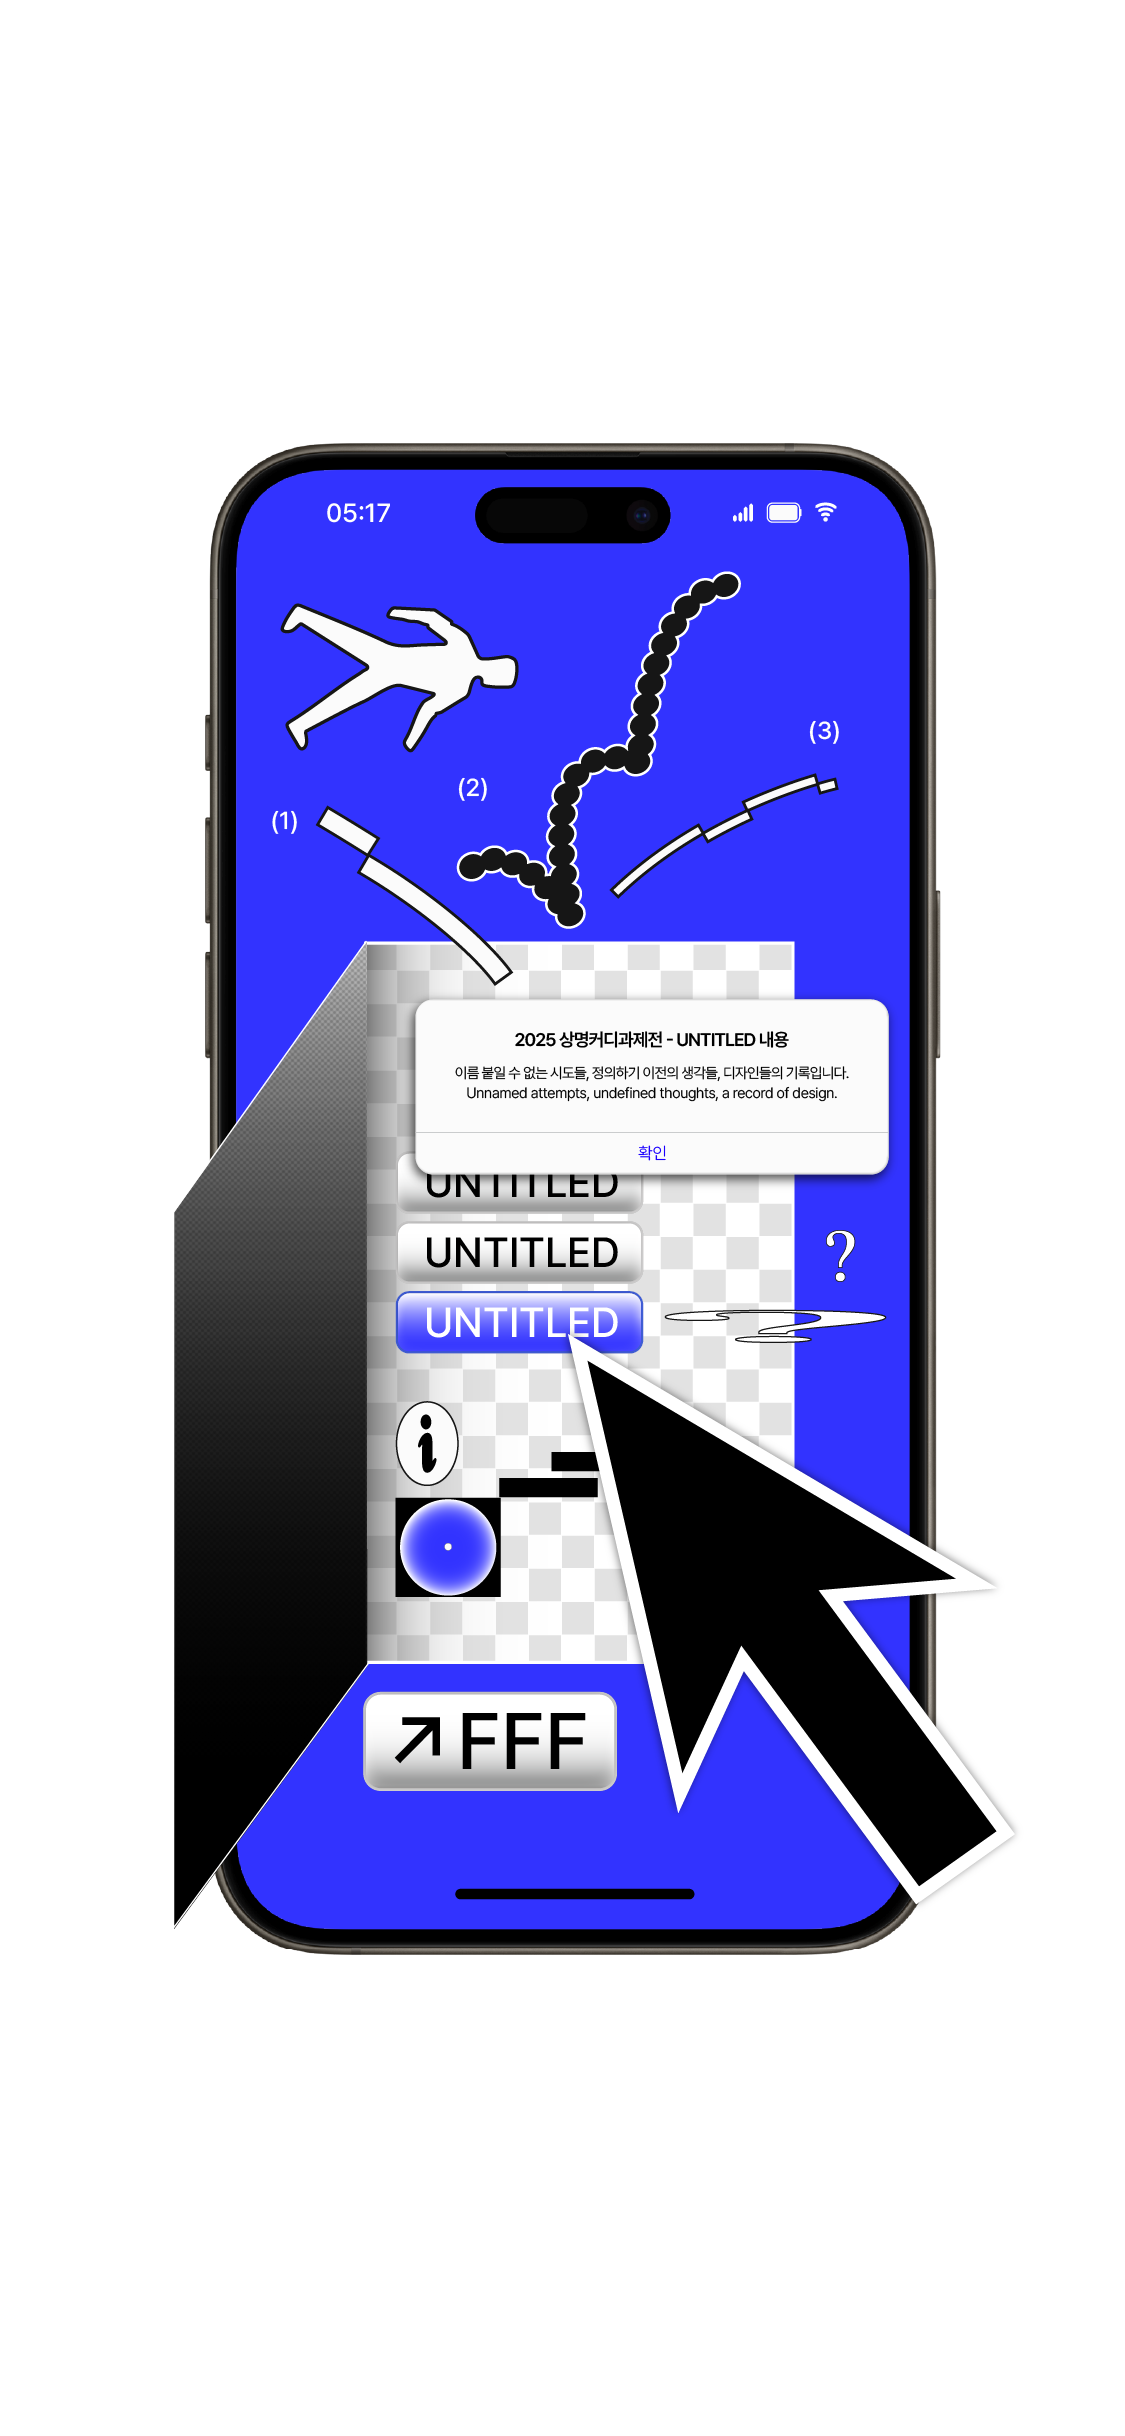 05:17
(3)
(2)
(1)
2025 상명커디과제전 - UNTITLED 내용
이름 붙일 수 없는 시도들, 정의하기 이전의 생각들, 디자인들의 기록입니다.
Unnamed attempts, undefined thoughts, a record of design.
확인
UNTITLED
UNTITLED
?
UNTITLED
?
i
↗FFF